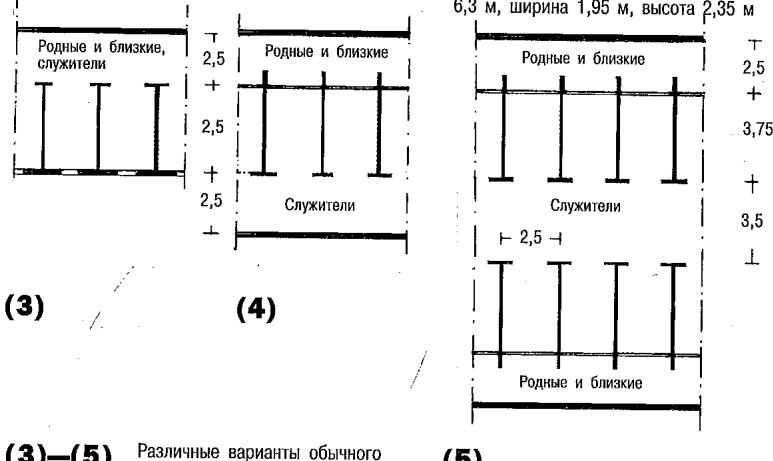 6,3 м, ширина 1,95 м, высота 2,35 м
Родные и близкие,
служители
2,5
2,5
2,5
(3)
Родные и близкие
Служители
(4)
Родные и близкие
2,5
3,75
Служители
3,5
2,5
Родные и близкие
(3)—(5) Различные варианты обычного
(5)